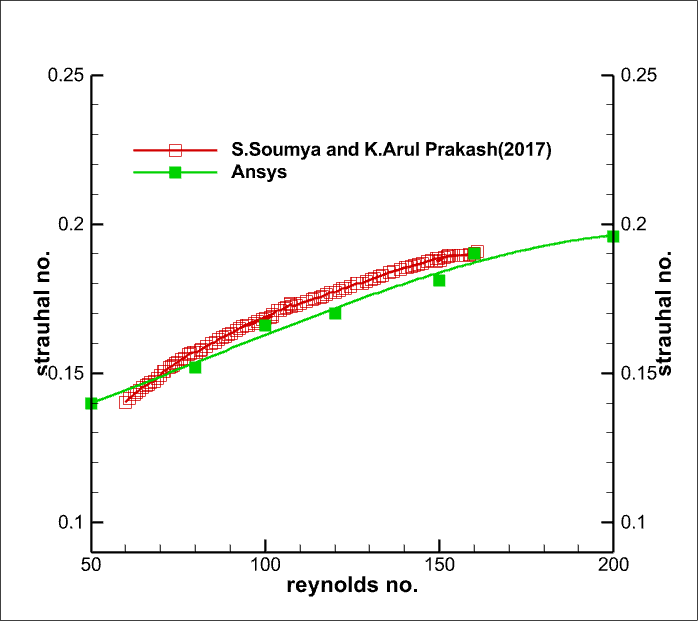 0.25
0.25
S.Soumya and K.Arul Prakash(2017)
Ansys
0.2
0.2
strauhal no.
strauhal no.
0.15
0.15
0.1
0.1
50
100
150
200
reynolds no.